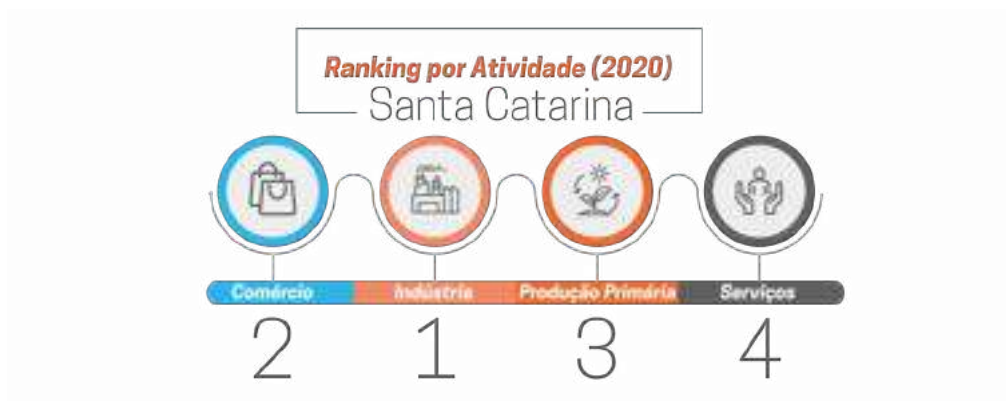 Ranking por Atividade (2020)
Santa Catarina
Comércio Indústria Produção Primária Serviços
2 1 3 4